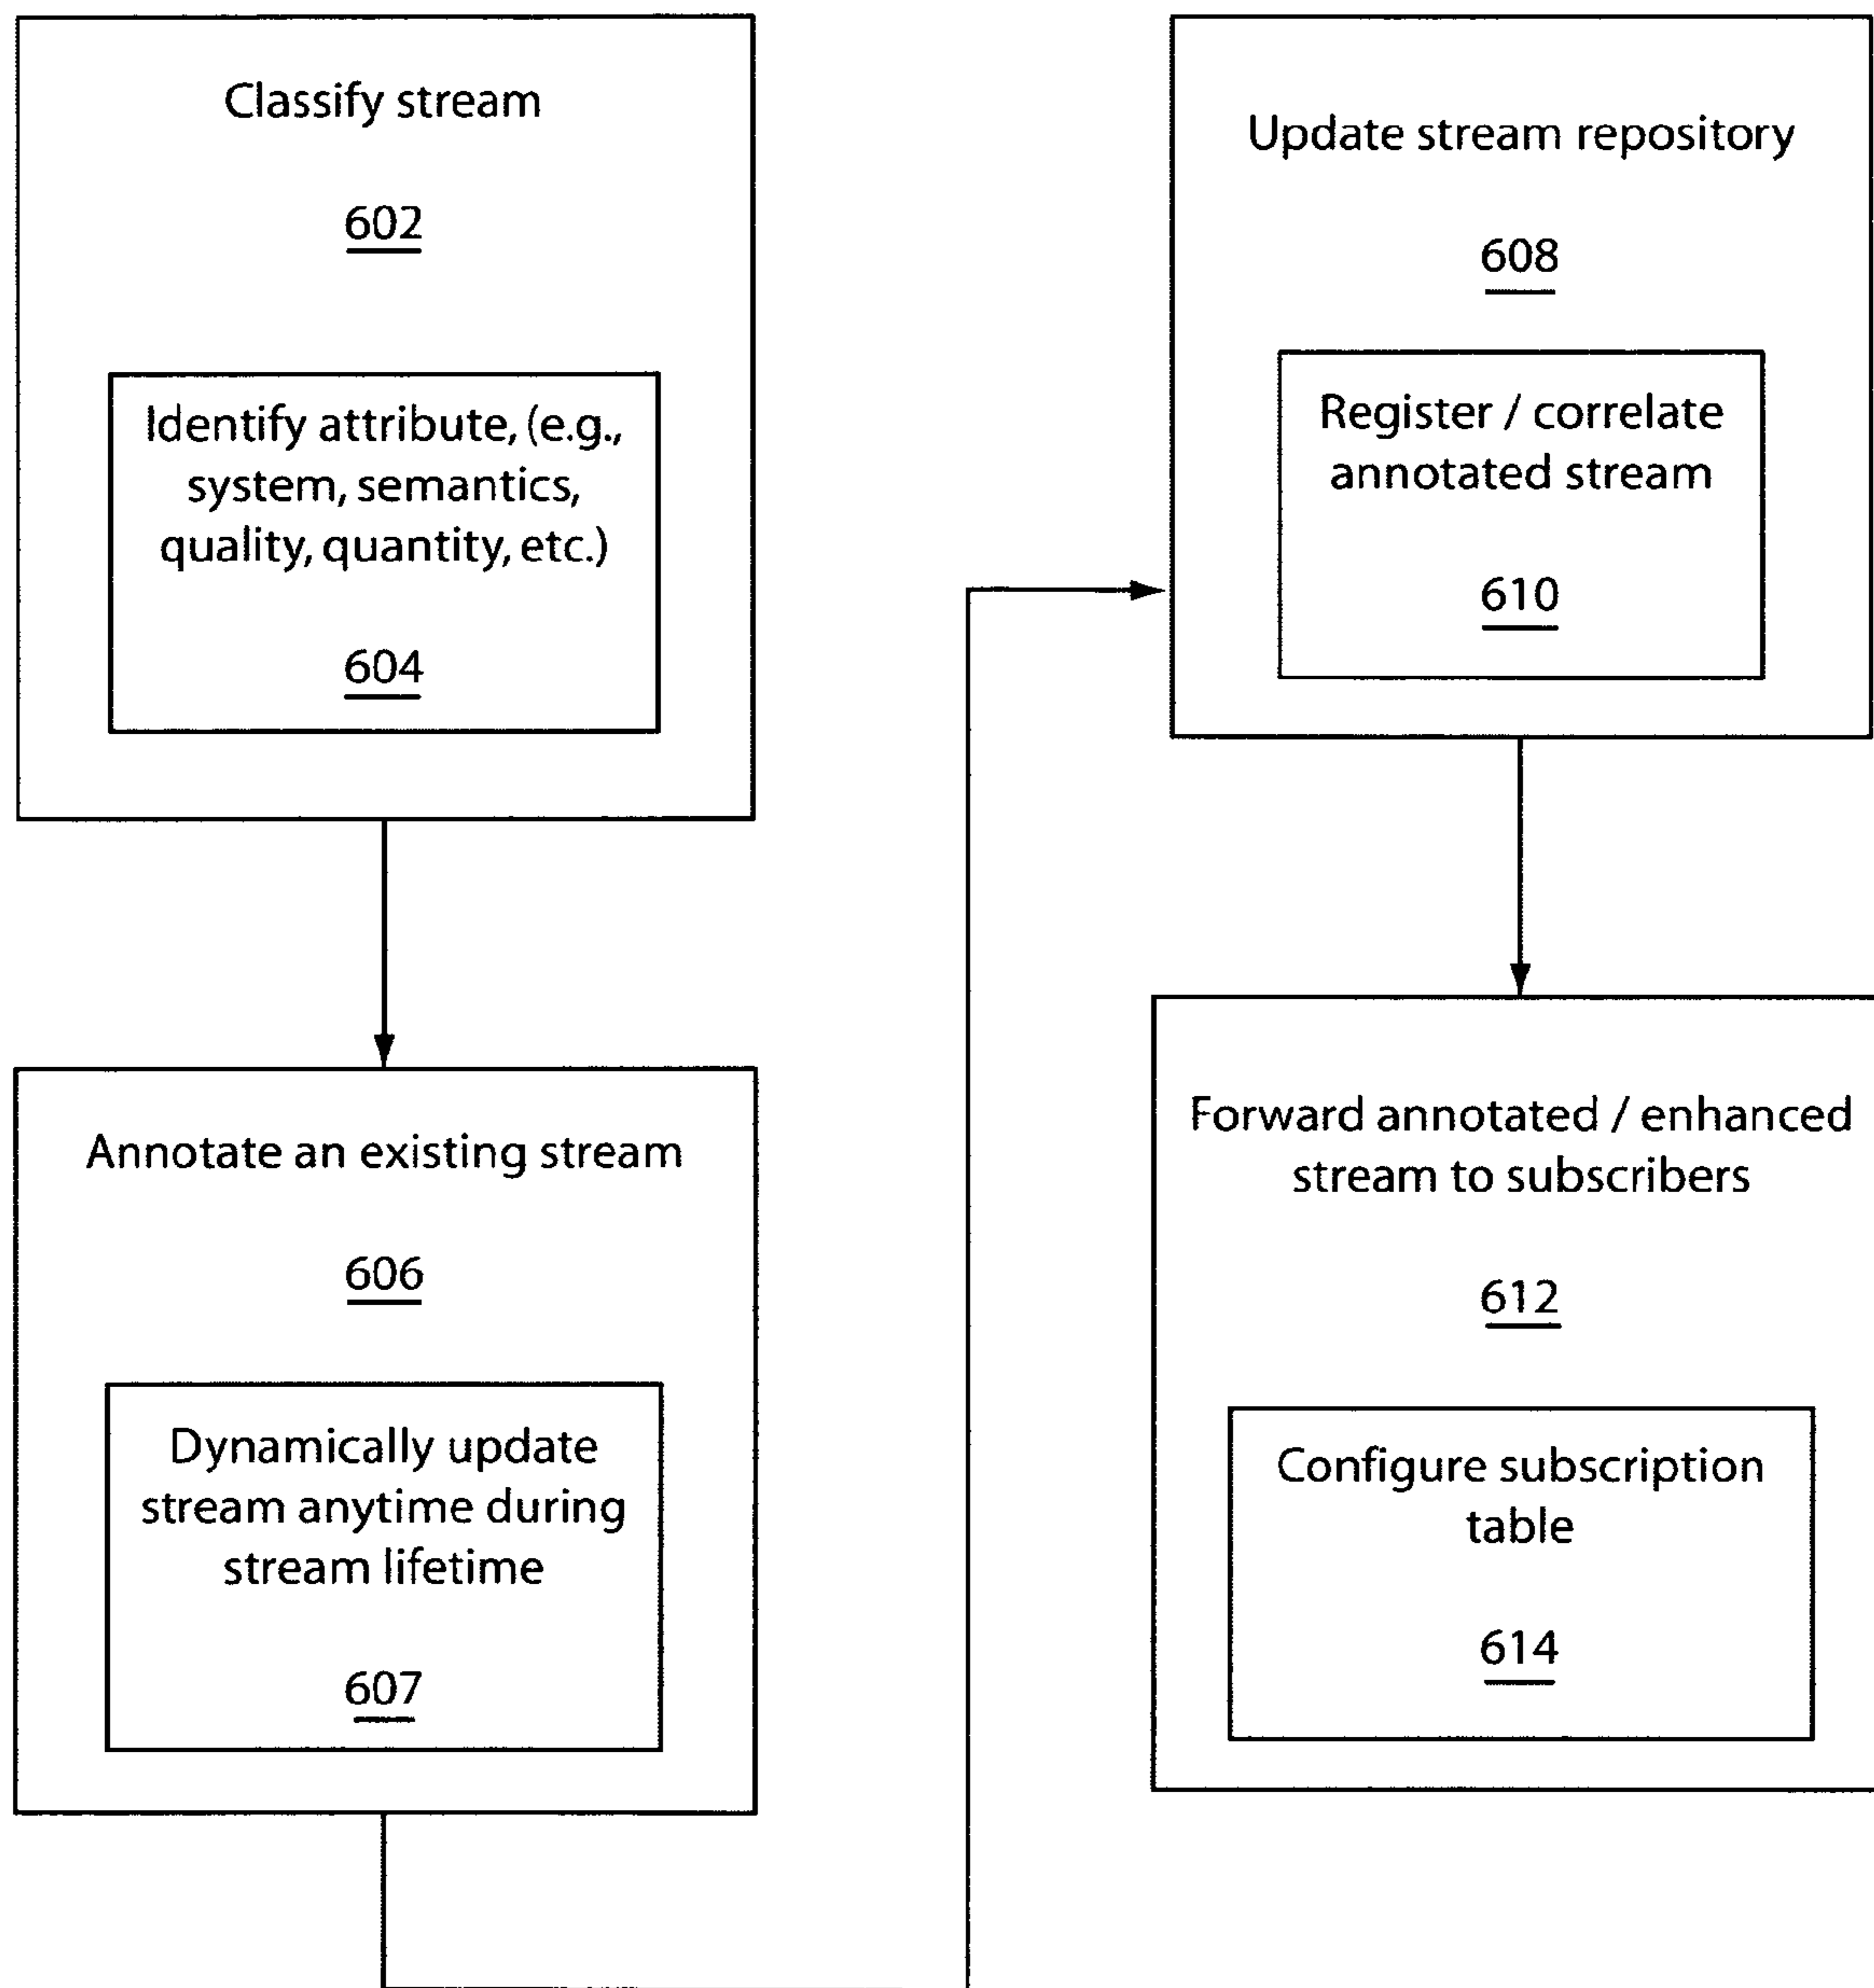 Classify stream
602
Identify attribute, (e.g.,
system, semantics,
quality, quantity, etc.)
604
Annotate an existing stream
606
Dynamically update
stream anytime during
stream lifetime
607
Update stream repository
608
Register / correlate
annotated stream
610
Forward annotated / enhanced
stream to subscribers
612
Configure subscription
table
614